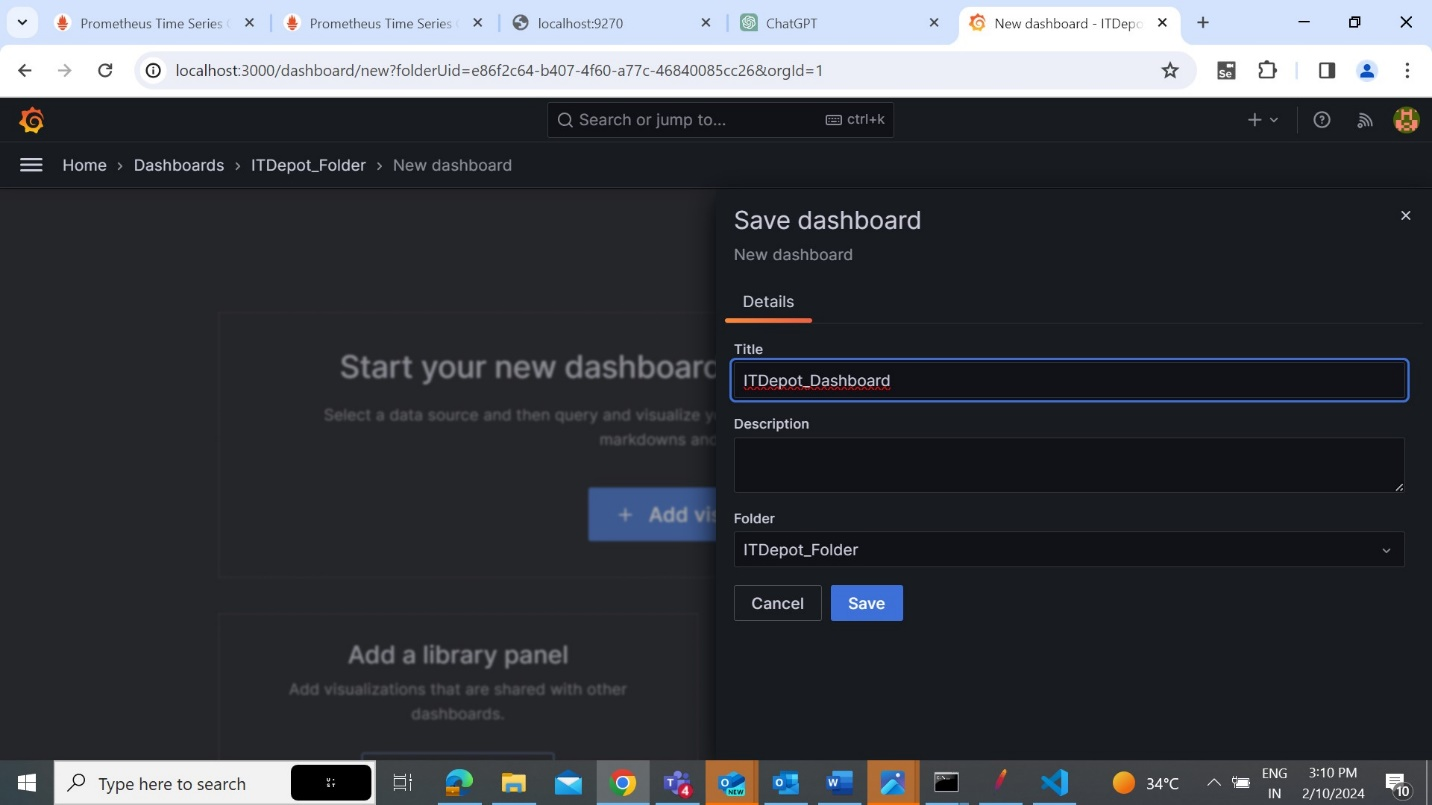 Prometheus Time Series
Prometheus Time Series
localhost:9270
ChatGPT
New dashboard - ITDepo
localhost:3000/dashboard/new?folderUid=e86f2c64-b407-4f60-a77c-46840085cc26&orgId=1
Se
Search or jump to...
ctrl+k
Home › Dashboards › ITDepot_Folder › New dashboard
Save dashboard
New dashboard
Details
Start your new dashboard
Select a data source and then query and visualize
markdowns and
+ Add
Title
ITDepot_Dashboard
Description
Folder
ITDepot_Folder
Cancel
Save
Add a library panel
Add visualizations that are shared with other
dashboards.
Type here to search
4
NEW
34°C
ENG
IN
3:10 PM
2/10/2024
10